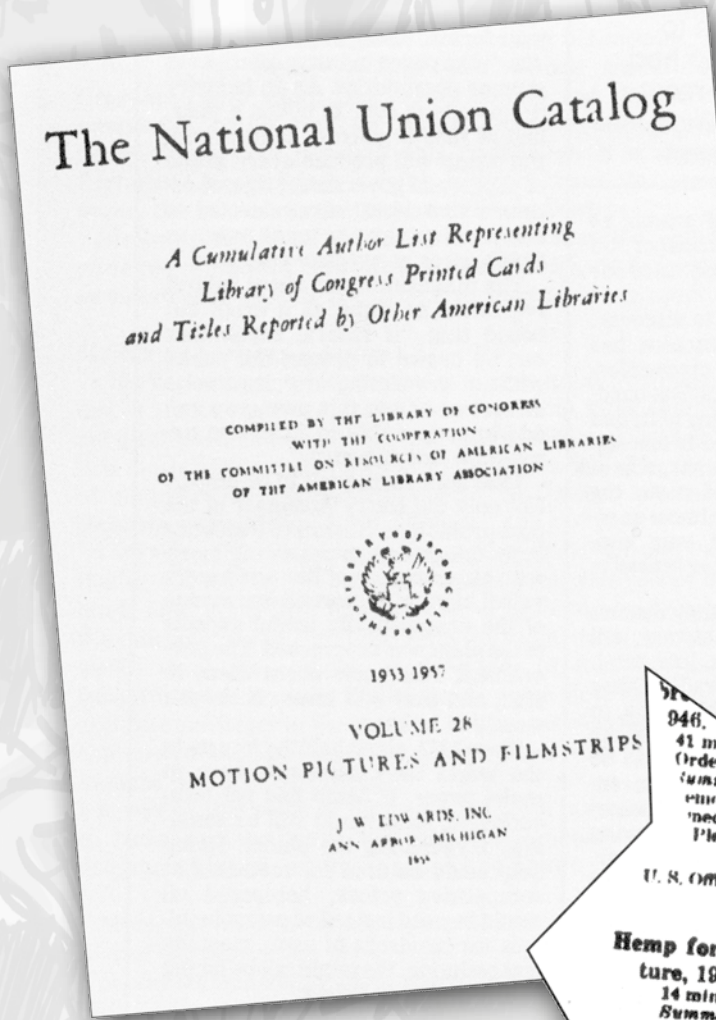 The National Union Catalog
A Cumulative Author List Representing
Library of Congress Printed Cards
and Titles Reported by Other American Libraries
COMPILED BY THE LIBRARY OF CONGRESS
WITH THE COOPERATION
OF THE COMMITTEE ON RESOURCES OF AMERICAN LIBRARIES
OF THE AMERICAN LIBRARY ASSOCIATION
1953 1957
VOLUME 28
MOTION PICTURES AND FILMSTRIPS
J. W. EDWARDS, INC.
ANN ARBOR, MICHIGAN
946.
41 m
Orde
U. S. Off
Hemp for
ture, 19
14 min
Summ